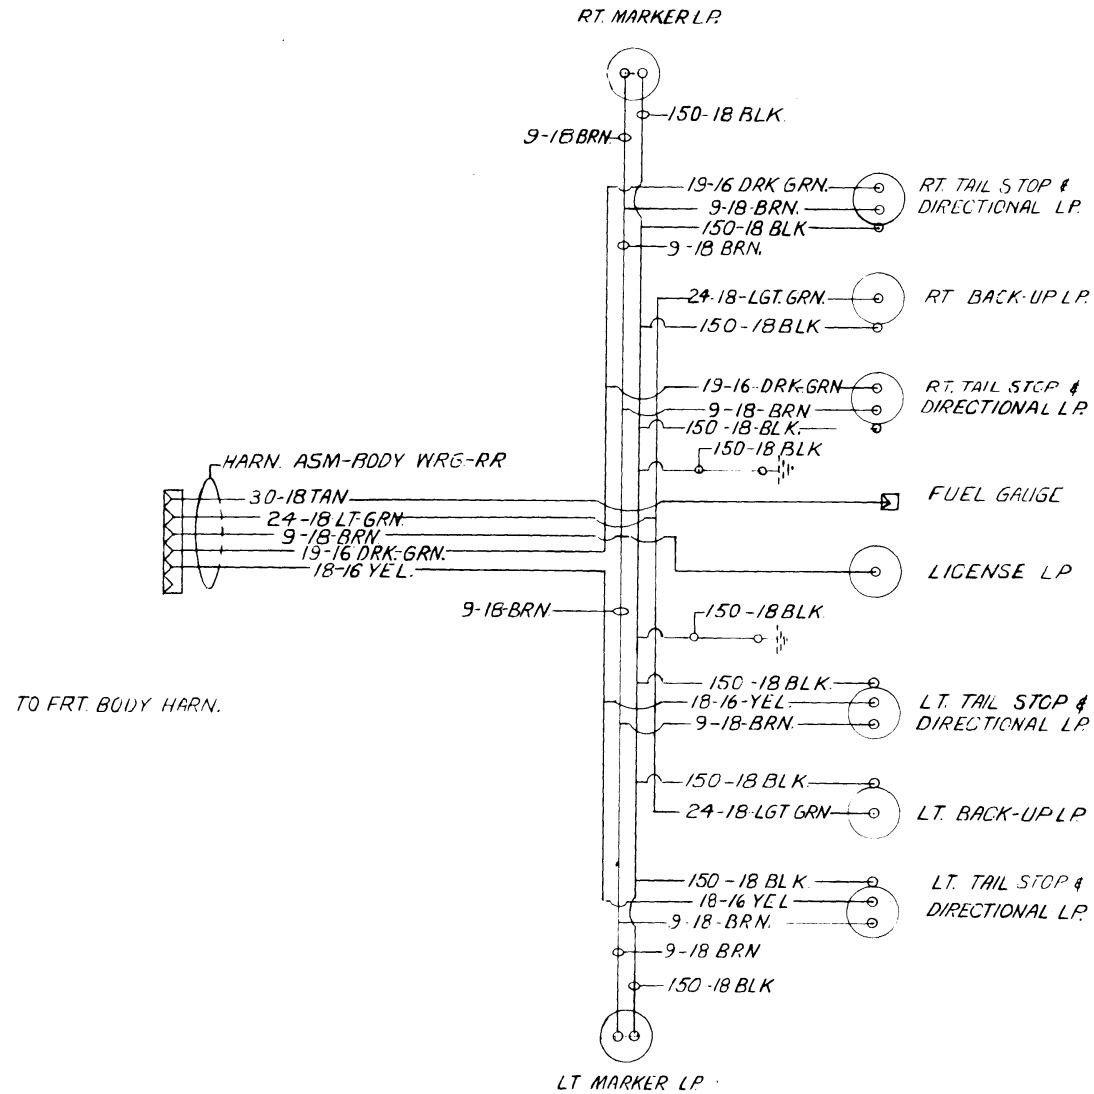 RT. MARKER LP.
150-18 BLK.
9-18 BRN.
19-16 DRK GRN.
RT. TAIL STOP &
9-18-BRN.
DIRECTIONAL LP.
150-18 BLK
9-18 BRN.
24-18-LGT. GRN.
RT BACK-UP LP.
150-18 BLK
19-16-DRK-GRN
RT. TAIL STOP &
9-18-BRN
DIRECTIONAL LP.
150-18-BLK.
150-18 BLK
HARN. ASM-BODY WRG-RR
30-18 TAN
FUEL GAUGE
24-18 LT-GRN.
9-18-BRN.
19-16 DRK-GRN.
18-16 YEL.
LICENSE LP
9-18-BRN.
150-18 BLK
150-18 BLK.
TO FRT. BODY HARN.
18-16-YEL.
LT. TAIL STOP &
9-18-BRN.
DIRECTIONAL LP.
150-18 BLK.
24-18-LGT GRN
LT. BACK-UP LP.
150-18 BLK.
LT. TAIL STOP &
18-16 YEL
DIRECTIONAL LP.
9-18-BRN.
9-18 BRN
150-18 BLK
LT MARKER LP.